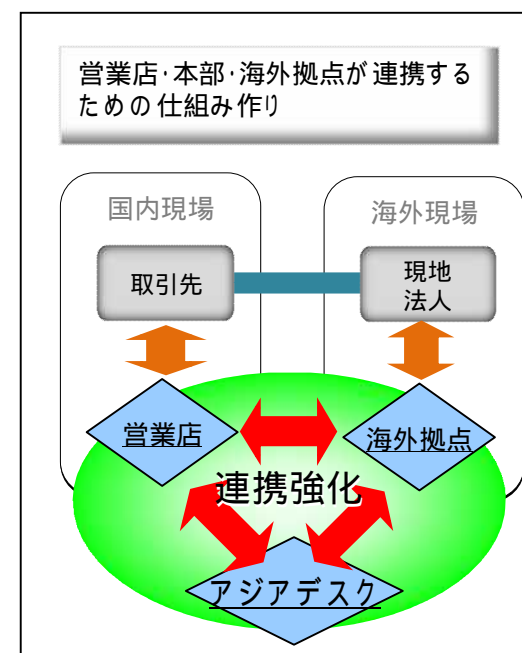 営業店・本部・海外拠点が連携する
ための仕組み作り
国内現場
海外現場
取引先
現地
法人
営業店
海外拠点
連携強化
アジアデスク